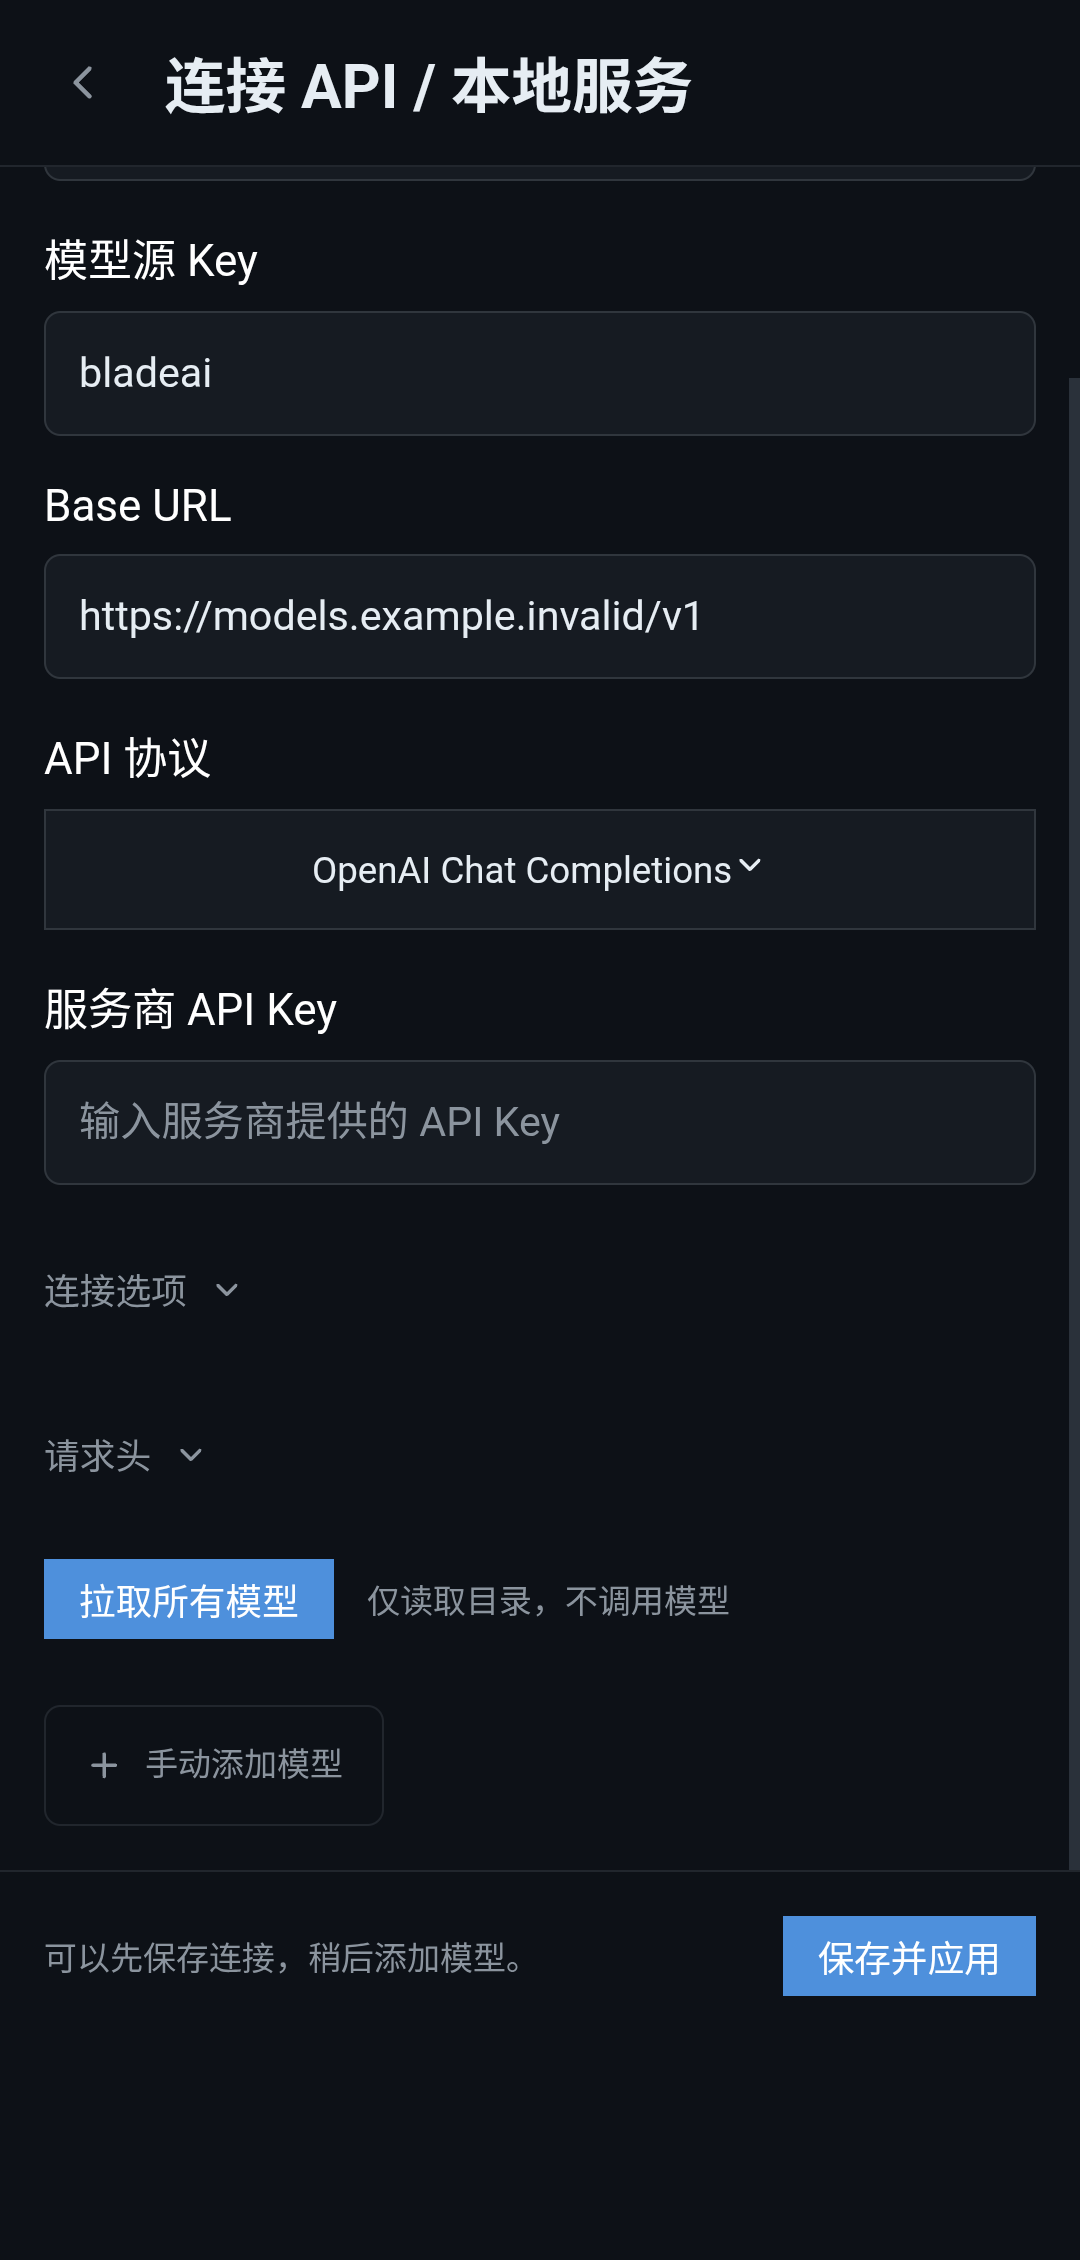 连接 API / 本地服务
模型源 Key
bladeai
Base URL
https://models.example.invalid/v1
API 协议
OpenAI Chat Completions
服务商 API Key
输入服务商提供的 API Key
连接选项
请求头
拉取所有模型 仅读取目录，不调用模型
+ 手动添加模型
可以先保存连接，稍后添加模型。 保存并应用